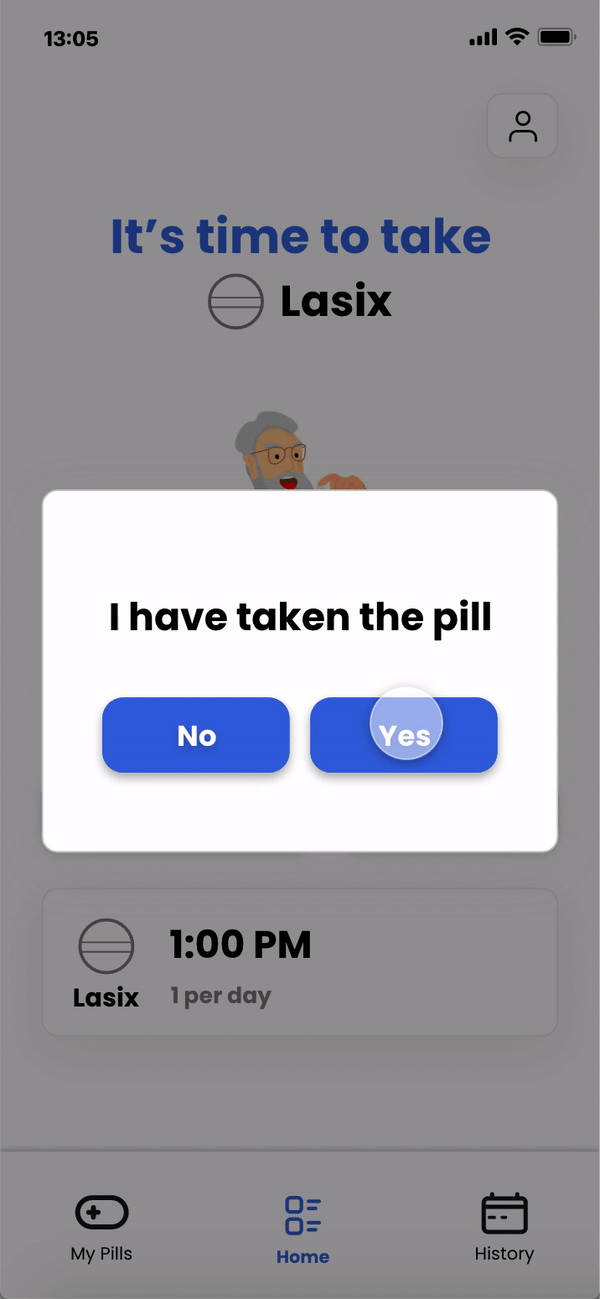 13:05
It’s time to take
Lasix
I have taken the pill
No
Yes
1:00 PM
Lasix
1 per day
My Pills
Home
History